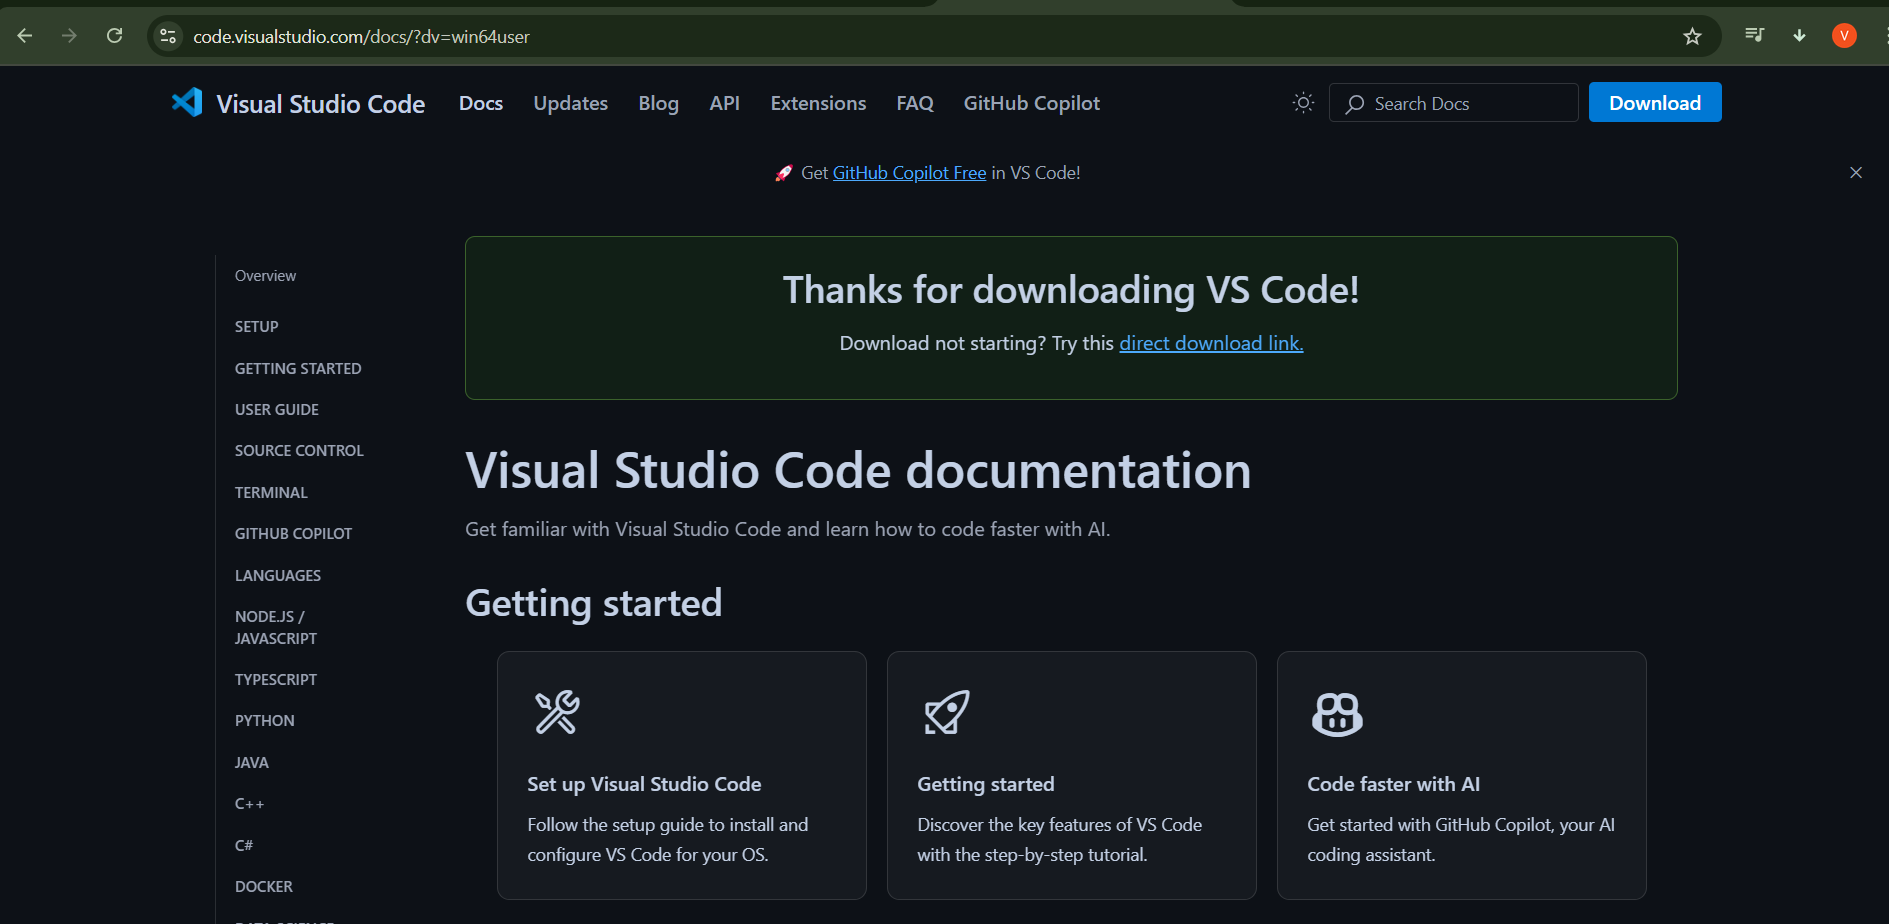 code.visualstudio.com/docs/?dv=win64user
V
Visual Studio Code Docs Updates Blog API Extensions FAQ GitHub Copilot Search Docs Download
🚀 Get GitHub Copilot Free in VS Code!
Overview
SETUP
GETTING STARTED
USER GUIDE
SOURCE CONTROL
TERMINAL
GITHUB COPILOT
LANGUAGES
NODE.JS /
JAVASCRIPT
TYPESCRIPT
PYTHON
JAVA
C++
C#
DOCKER
DATA SCIENCE
Thanks for downloading VS Code!
Download not starting? Try this direct download link.
Visual Studio Code documentation
Get familiar with Visual Studio Code and learn how to code faster with AI.
Getting started
Set up Visual Studio Code
Follow the setup guide to install and
configure VS Code for your OS.
Getting started
Discover the key features of VS Code
with the step-by-step tutorial.
Code faster with AI
Get started with GitHub Copilot, your AI
coding assistant.